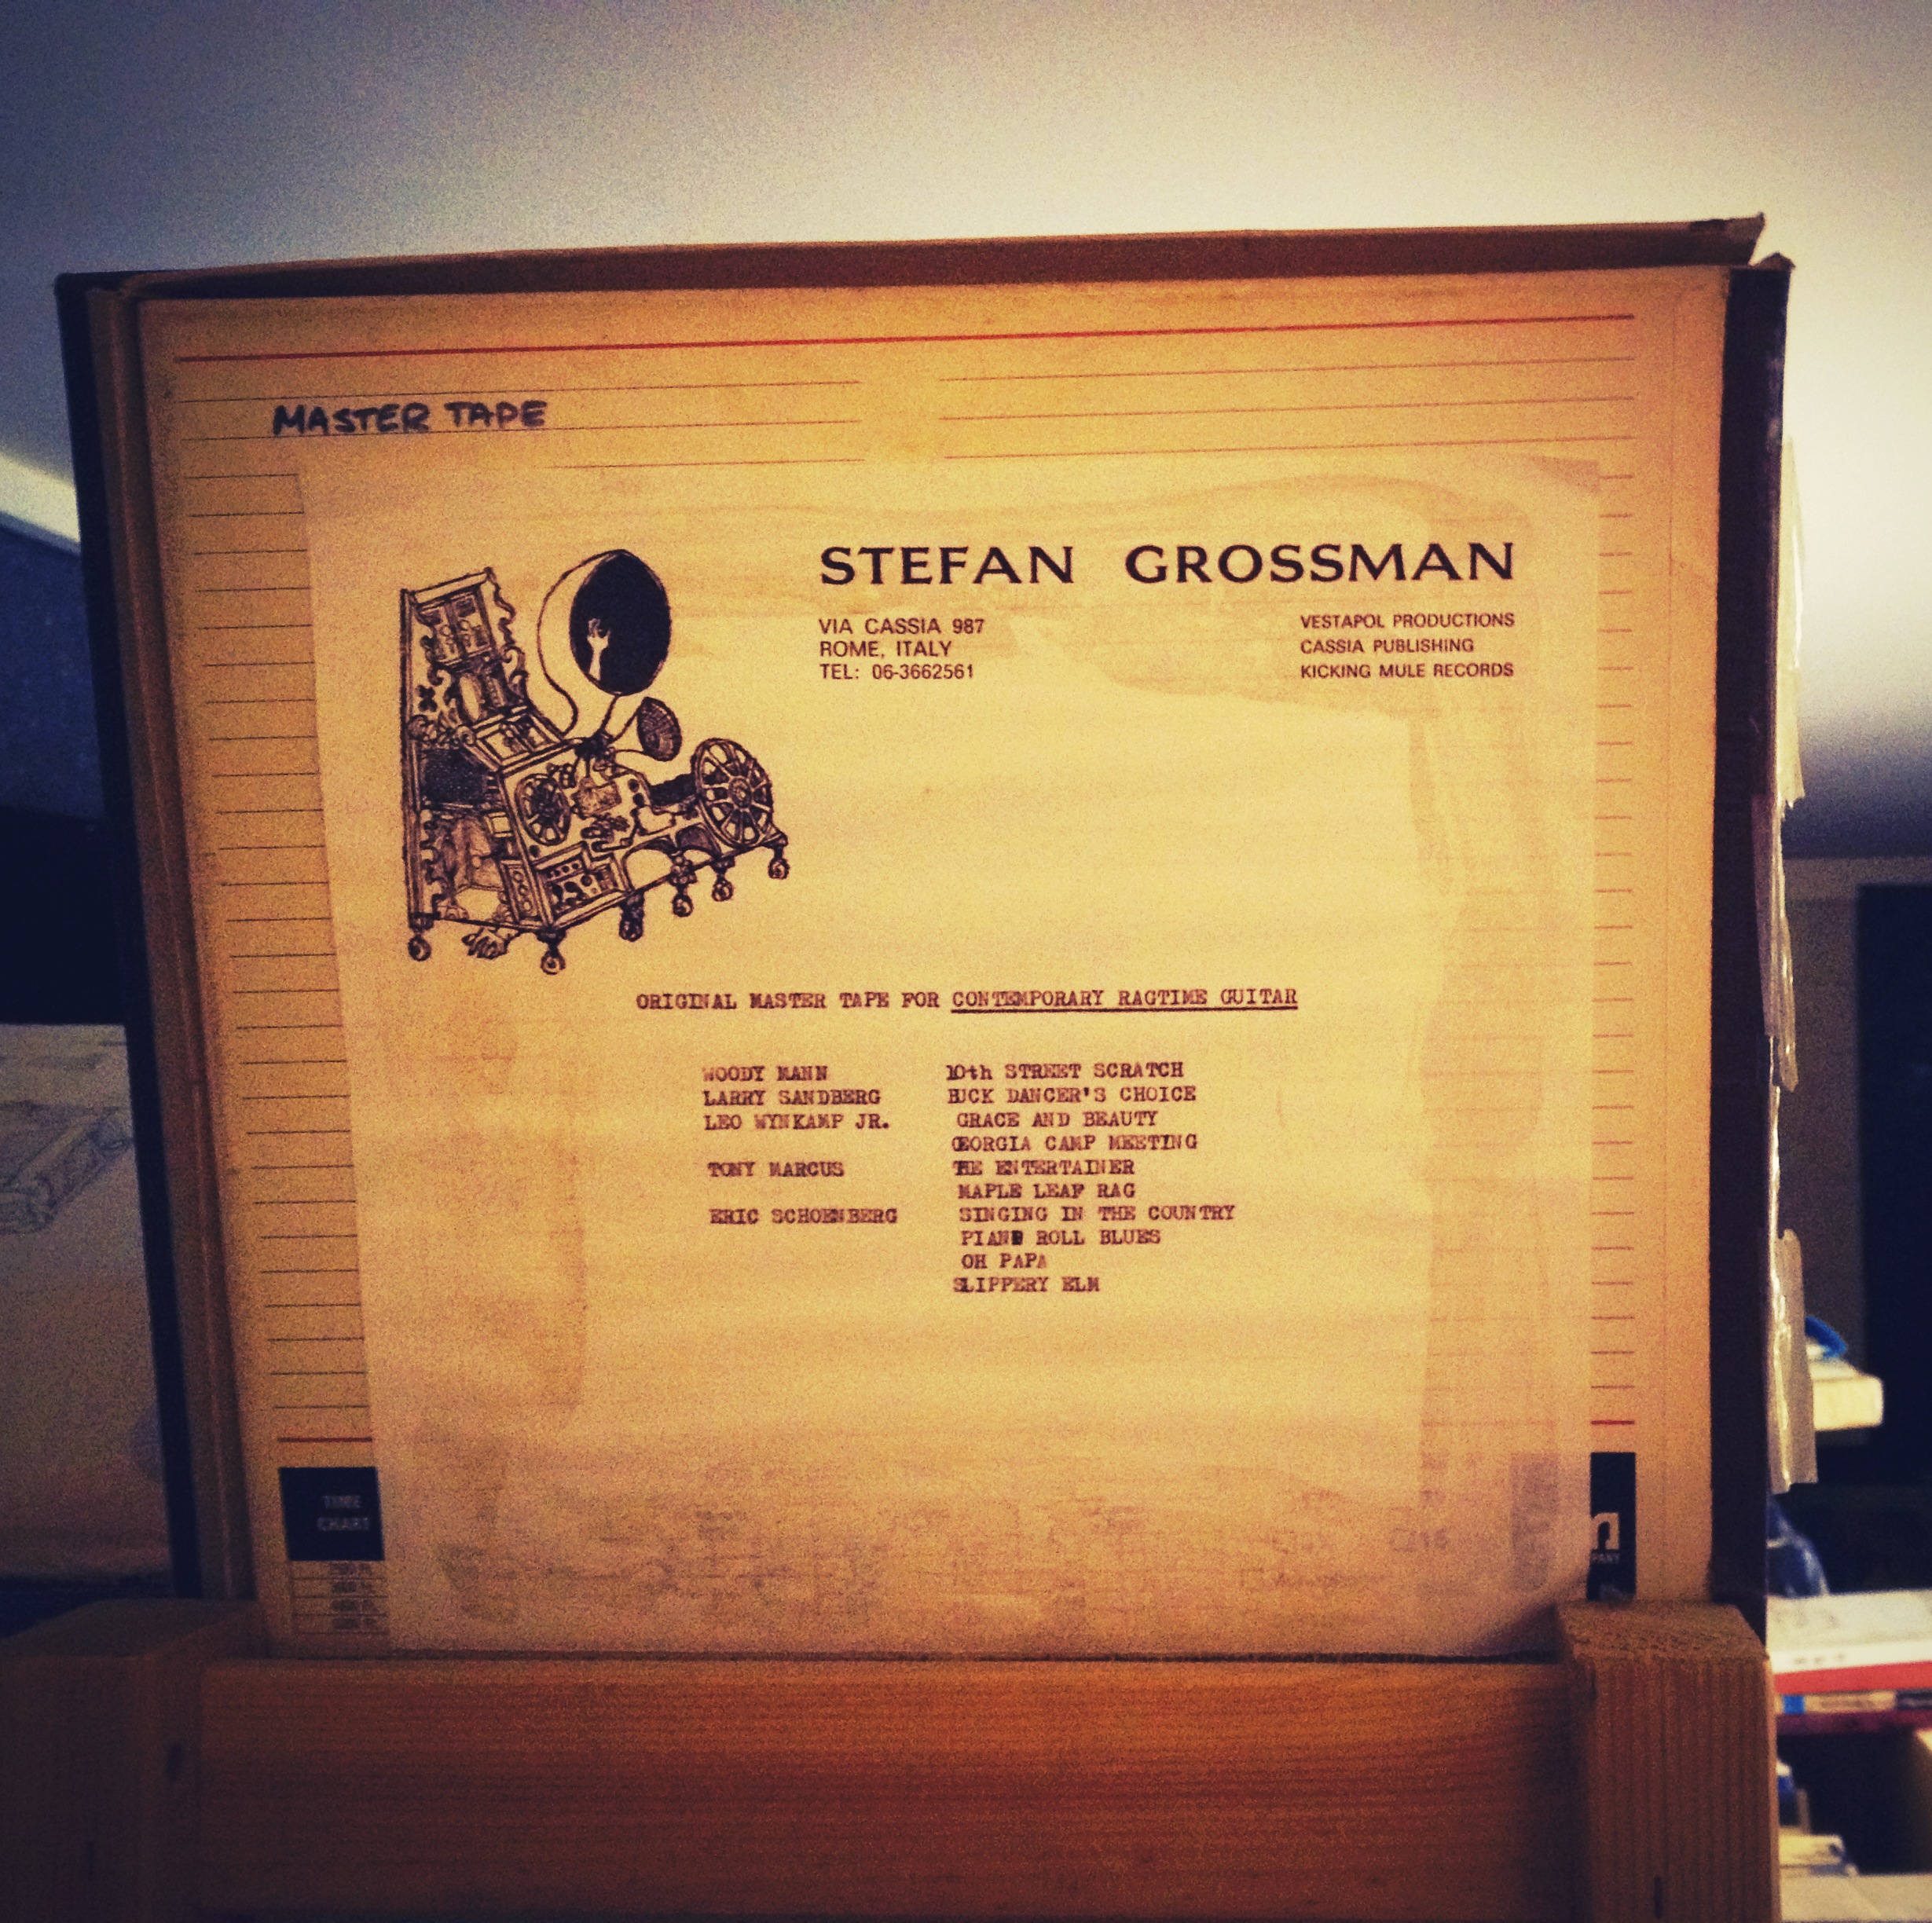 MASTER TAPE
STEFAN GROSSMAN
VIA CASSIA 987
ROME, ITALY
TEL: 06-3662561
VESTAPOL PRODUCTIONS
CASSIA PUBLISHING
KICKING MULE RECORDS
ORIGINAL MASTER TAPE FOR CONTEMPORARY RAGTIME GUITAR
WOODY MANN 10th STREET SCRATCH
LARRY SANDBERG BUCK DANCER'S CHOICE
LEO WYNKAMP JR. GRACE AND BEAUTY
GEORGIA CAMP MEETING
TONY MARCUS THE ENTERTAINER
MAPLE LEAF RAG
ERIC SCHOENBERG SINGING IN THE COUNTRY
PIANO ROLL BLUES
OH PAPA
SLIPPERY ELM
TIME
CHART